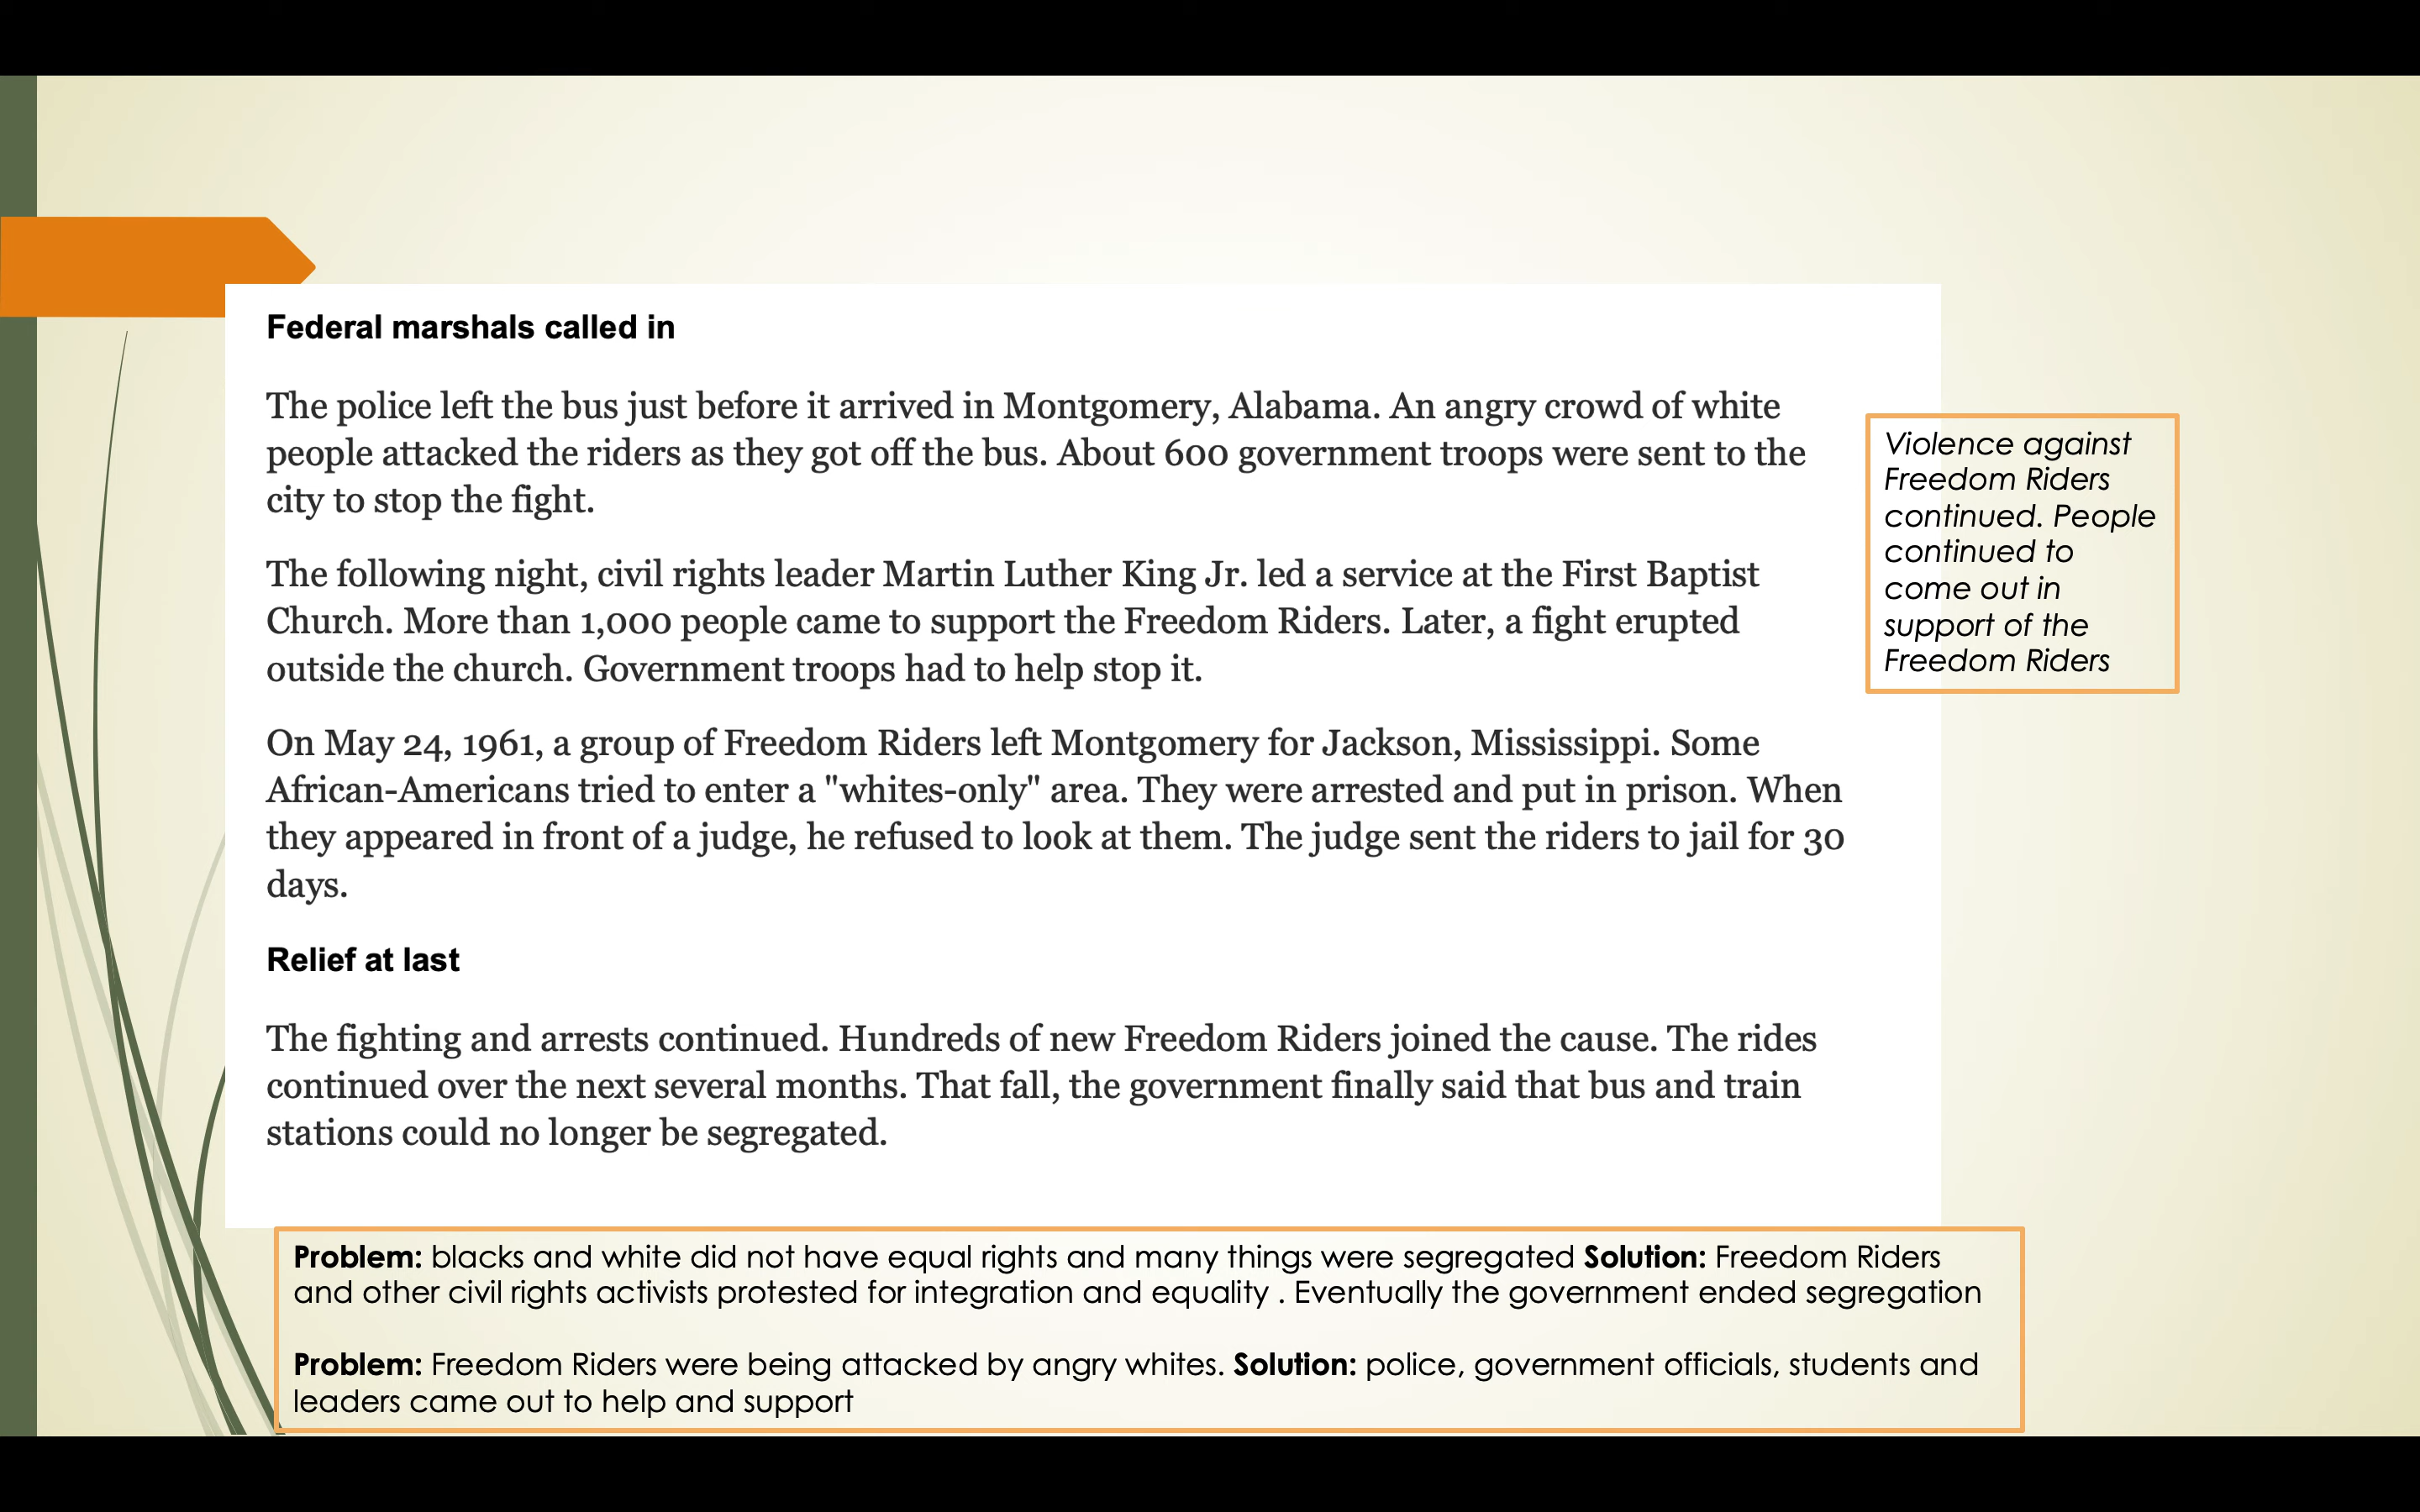 Federal marshals called in
The police left the bus just before it arrived in Montgomery, Alabama. An angry crowd of white
people attacked the riders as they got off the bus. About 600 government troops were sent to the
city to stop the fight.
The following night, civil rights leader Martin Luther King Jr. led a service at the First Baptist
Church. More than 1,000 people came to support the Freedom Riders. Later, a fight erupted
outside the church. Government troops had to help stop it.
On May 24, 1961, a group of Freedom Riders left Montgomery for Jackson, Mississippi. Some
African-Americans tried to enter a "whites-only" area. They were arrested and put in prison. When
they appeared in front of a judge, he refused to look at them. The judge sent the riders to jail for 30
days.
Relief at last
The fighting and arrests continued. Hundreds of new Freedom Riders joined the cause. The rides
continued over the next several months. That fall, the government finally said that bus and train
stations could no longer be segregated.
Violence against
Freedom Riders
continued. People
continued to
come out in
support of the
Freedom Riders
Problem: blacks and white did not have equal rights and many things were segregated Solution: Freedom Riders
and other civil rights activists protested for integration and equality . Eventually the government ended segregation
Problem: Freedom Riders were being attacked by angry whites. Solution: police, government officials, students and
leaders came out to help and support